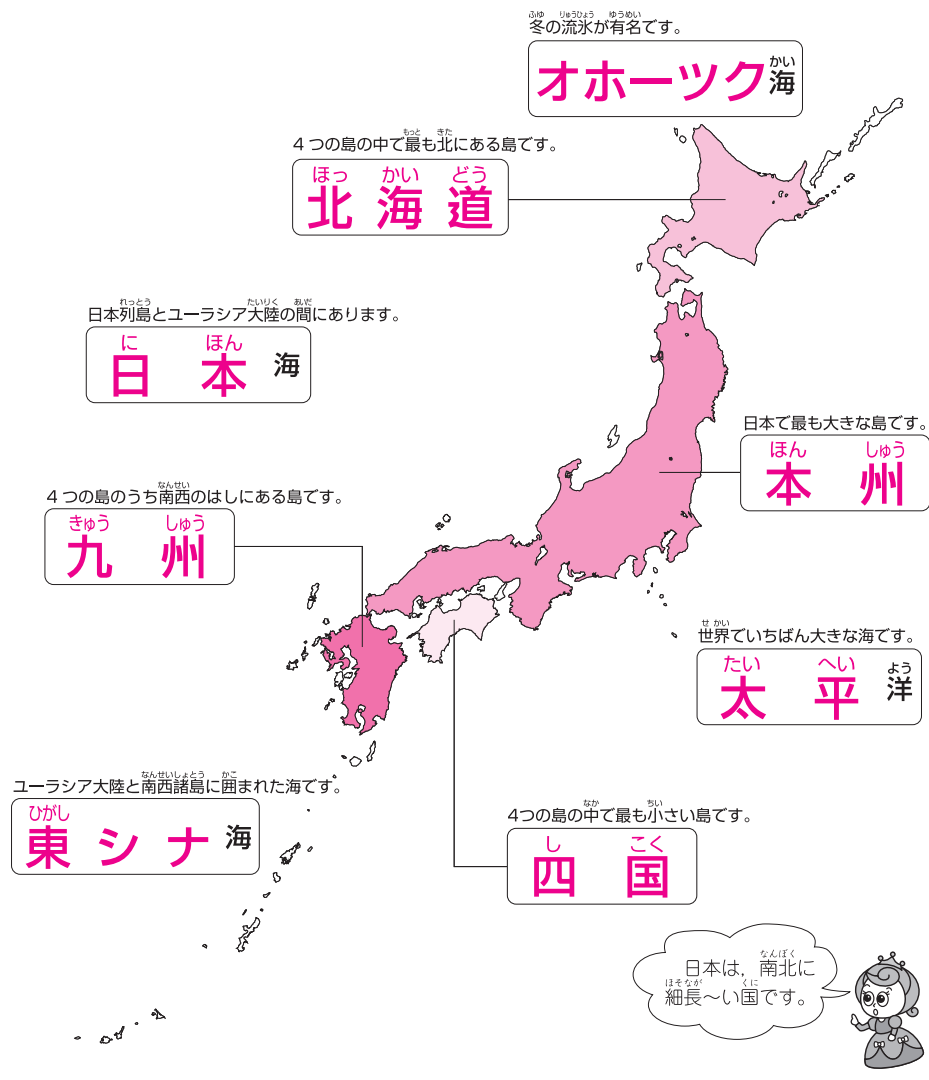 冬の流氷が有名です。
オホーツク海
4つの島の中で最も北にある島です。
北海道
日本列島とユーラシア大陸の間にあります。
日本海
日本で最も大きな島です。
本州
4つの島のうち南西のはしにある島です。
九州
世界でいちばん大きな海です。
太平洋
ユーラシア大陸と南西諸島に囲まれた海です。
東シナ海
4つの島の中で最も小さい島です。
四国
日本は，南北に
細長〜い国です。